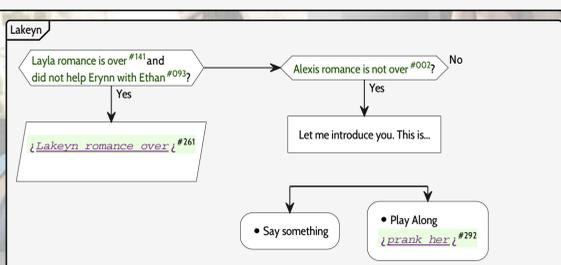 Lakeyn
Layla romance is over #141 and
did not help Erynn with Ethan #093?
Alexis romance is not over #002?
No
Yes
Yes
¿Lakeyn romance over¿ #261
Let me introduce you. This is...
• Say something
• Play Along
¿prank her¿ #292